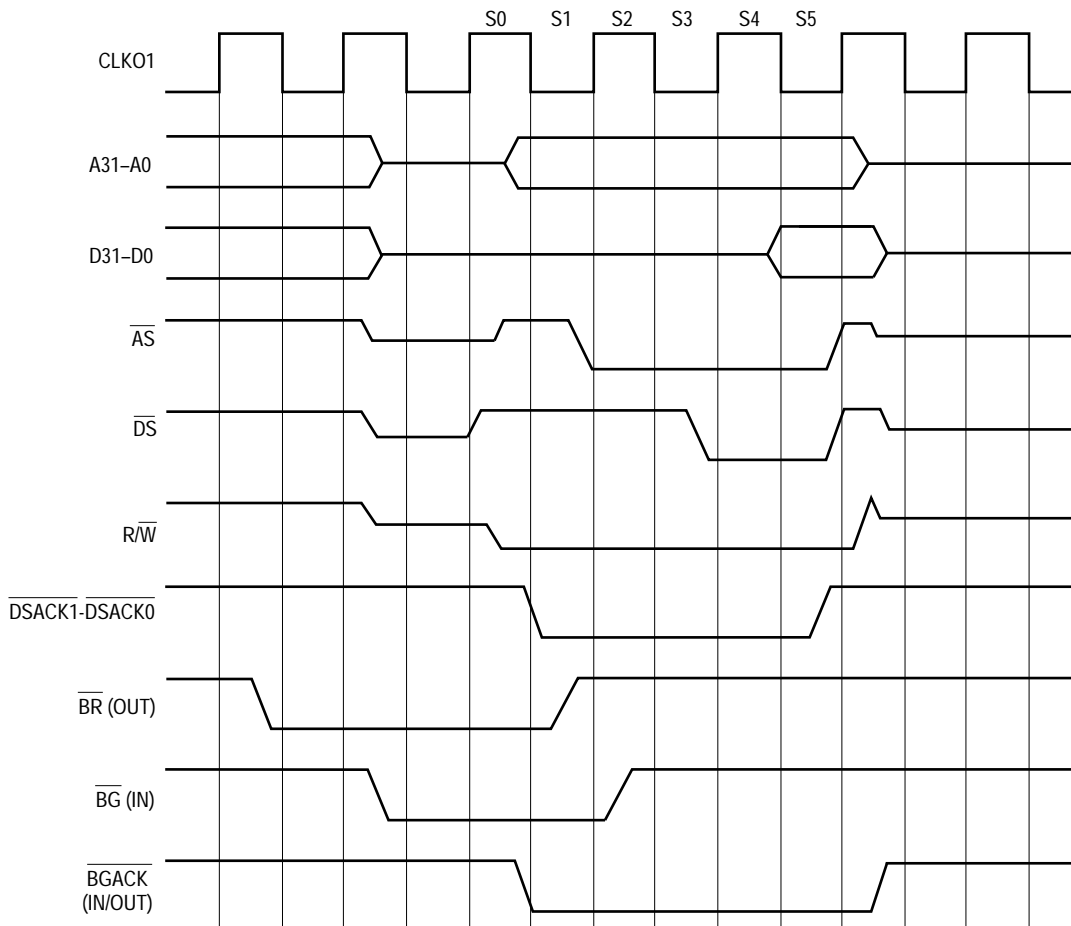 S0 S1 S2 S3 S4 S5
CLKO1
A31–A0
D31–D0
AS
DS
R/W
DSACK1-DSACK0
BR (OUT)
BG (IN)
BGACK
(IN/OUT)